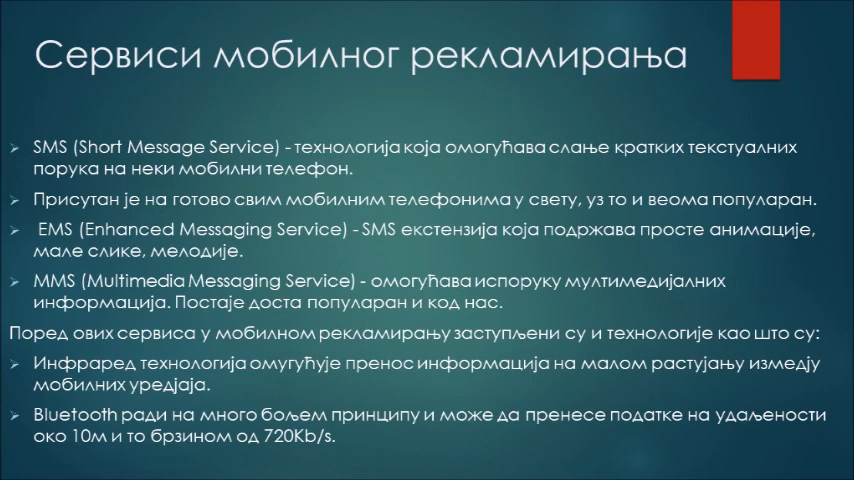 Сервиси мобилног рекламирања
SMS (Short Message Service) - технологија која омогућава слање кратких текстуалних
порука на неки мобилни телефон.
Присутан је на готово свим мобилним телефонима у свету, уз то и веома популаран.
EMS (Enhanced Messaging Service) - SMS екстензија која подржава просте анимације,
мале слике, мелодије.
MMS (Multimedia Messaging Service) - омогућава испоруку мултимедијалних
информација. Постаје доста популаран и код нас.
Поред ових сервиса у мобилном рекламирању заступљени су и технологије као што су:
Инфраред технологија омугућује пренос информација на малом растујању измедју
мобилних уредјаја.
Bluetooth ради на много бољем принципу и може да пренесе податке на удаљености
око 10м и то брзином од 720Kb/s.